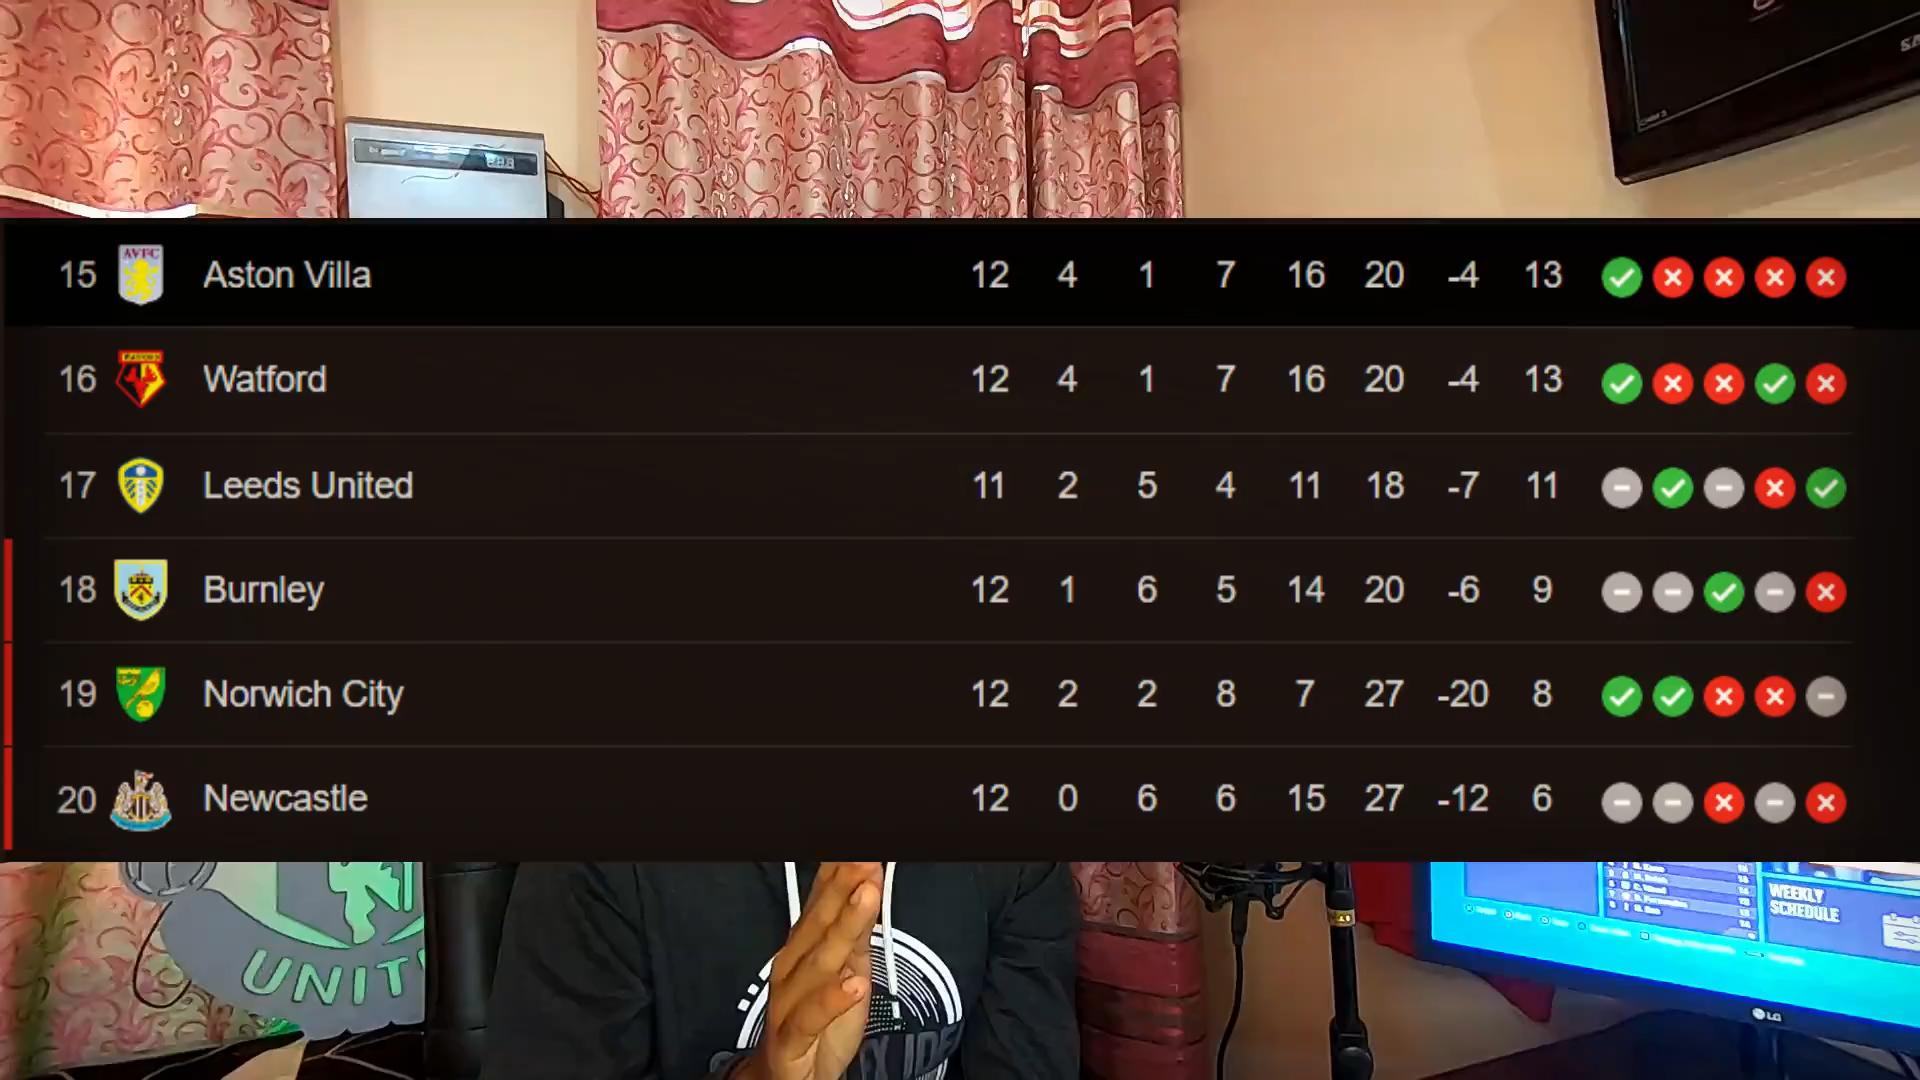 15 AVFC Aston Villa 12 4 1 7 16 20 -4 13
16 Watford 12 4 1 7 16 20 -4 13
17 Leeds United 11 2 5 4 11 18 -7 11
18 Burnley 12 1 6 5 14 20 -6 9
19 Norwich City 12 2 2 8 7 27 -20 8
20 Newcastle 12 0 6 6 15 27 -12 6
WEEKLY
SCHEDULE
UNIT
LG